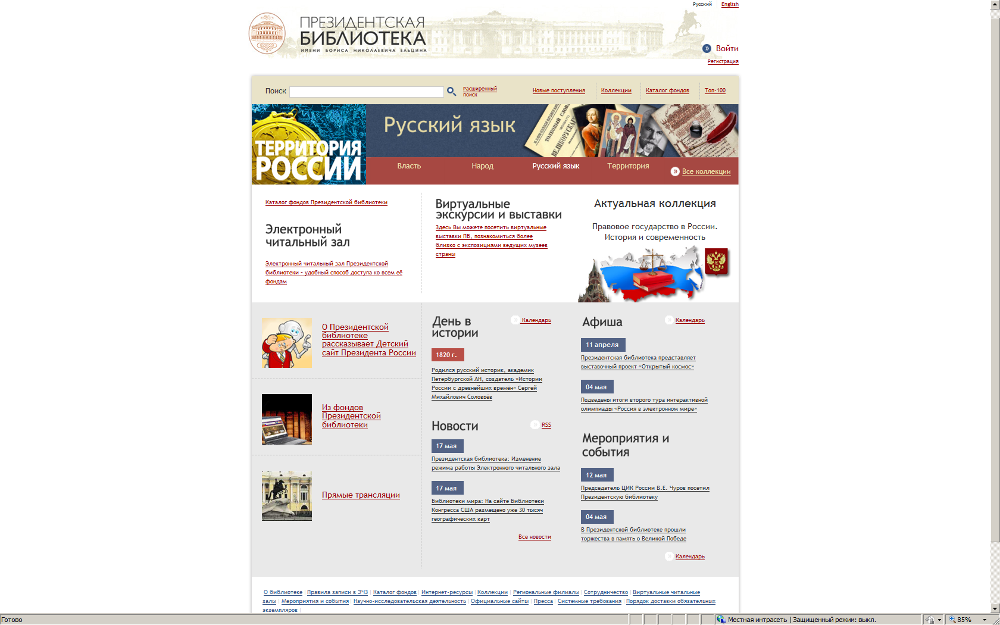 Русский English
ПРЕЗИДЕНТСКАЯ
БИБЛИОТЕКА
ИМЕНИ БОРИСА НИКОЛАЕВИЧА ЕЛЬЦИНА
Войти
Регистрация
Поиск
Расширенный
поиск
Новые поступления
Коллекции
Каталог фондов
Топ-100
ТЕРРИТОРИЯ
РОССИИ
Русский язык
Власть
Народ
Русский язык
Территория
Все коллекции
Каталог фондов Президентской библиотеки
Электронный
читальный зал
Электронный читальный зал Президентской
библиотеки – удобный способ доступа ко всем её
фондам
Виртуальные
экскурсии и выставки
Здесь Вы можете посетить виртуальные
выставки ПБ, познакомиться более
близко с экспозициями ведущих музеев
страны
Актуальная коллекция
Правовое государство в России.
История и современность
О Президентской
библиотеке
рассказывает Детский
сайт Президента России
Из фондов
Президентской
библиотеки
Прямые трансляции
День в
истории
Календарь
1820 г.
Родился русский историк, академик
Петербургской АН, создатель «Истории
России с древнейших времён» Сергей
Михайлович Соловьёв
Новости
RSS
17 мая
Президентская библиотека: Изменение
режима работы Электронного читального зала
17 мая
Библиотеки мира: На сайте Библиотеки
Конгресса США размещено уже 30 тысяч
географических карт
Все новости
Афиша
Календарь
11 апреля
Президентская библиотека представляет
выставочный проект «Открытый космос»
04 мая
Подведены итоги второго тура интерактивной
олимпиады «Россия в электронном мире»
Мероприятия и
события
12 мая
Председатель ЦИК России В.Е. Чуров посетил
Президентскую библиотеку
04 мая
В Президентской библиотеке прошли
торжества в память о Великой Победе
Календарь
О библиотеке | Правила записи в ЭЧЗ | Каталог фондов | Интернет-ресурсы | Коллекции | Региональные филиалы | Сотрудничество | Виртуальные читальные
залы | Мероприятия и события | Научно-исследовательская деятельность | Официальные сайты | Пресса | Системные требования | Порядок доставки обязательных
экземпляров |
Готово
Местная интрасеть | Защищенный режим: выкл.
85%